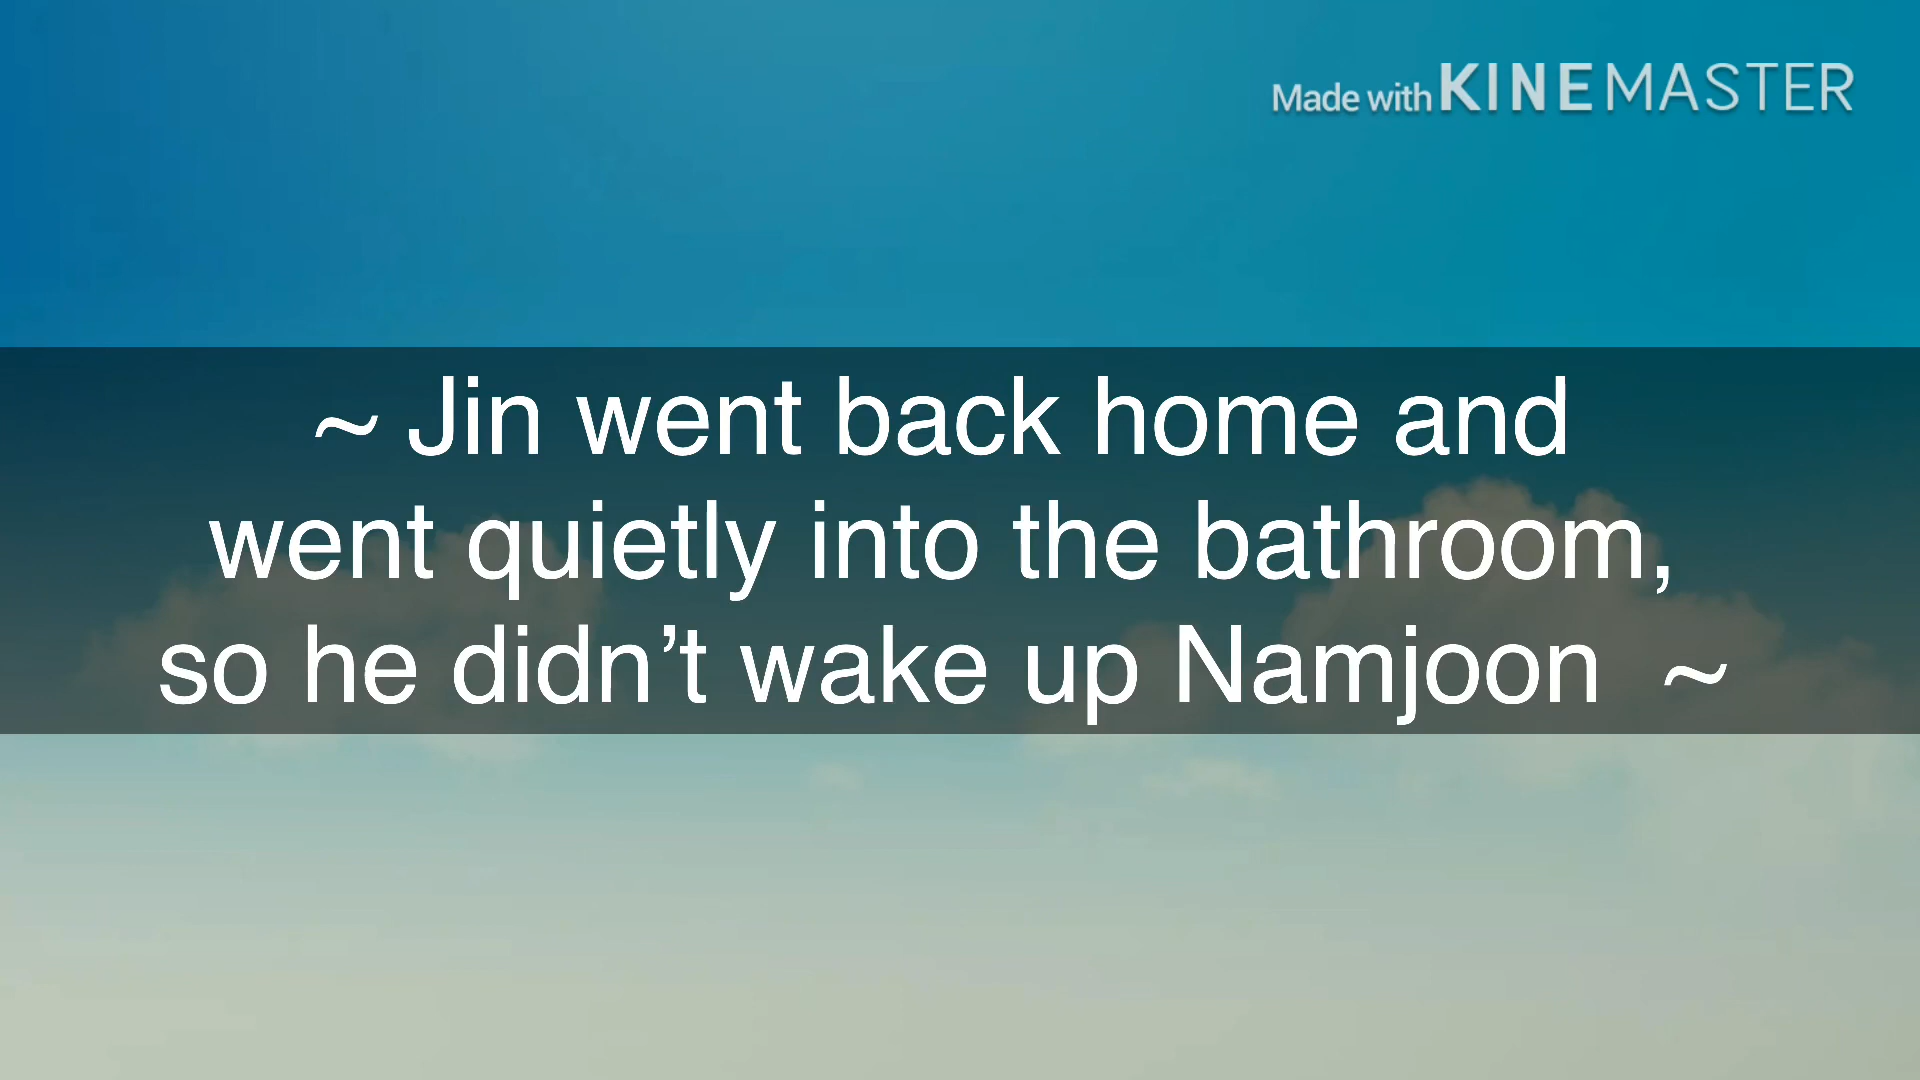 Made with KINEMASTER
~ Jin went back home and
went quietly into the bathroom,
so he didn’t wake up Namjoon  ~